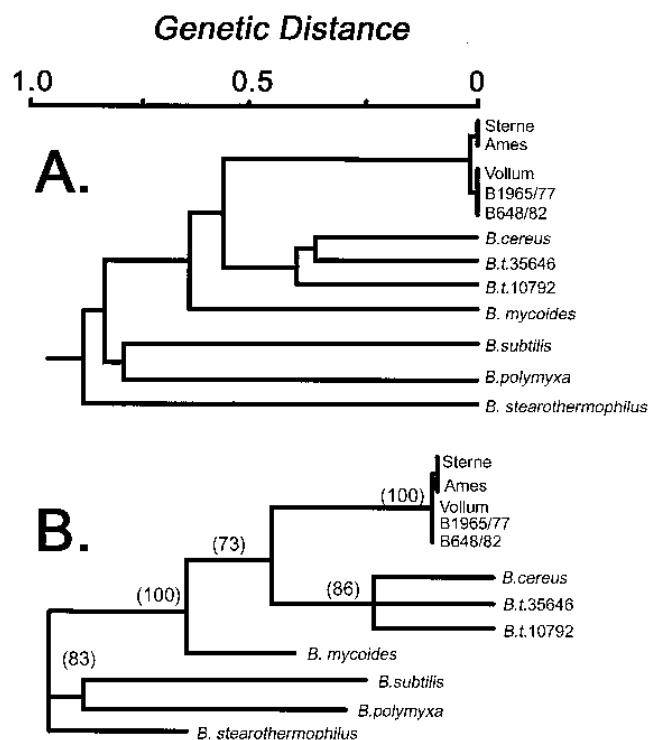 Genetic Distance
1.0 0.5 0
A.
Sterne
Ames
Vollum
B1965/77
B648/82
B.cereus
B.t.35646
B.t.10792
B. mycoides
B.subtilis
B.polymyxa
B. stearothermophilus
B.
Sterne
(100) Ames
Vollum
B1965/77
B648/82
(73)
B.cereus
(86) B.t.35646
(100)
B.t.10792
B. mycoides
(83)
B.subtilis
B.polymyxa
B. stearothermophilus